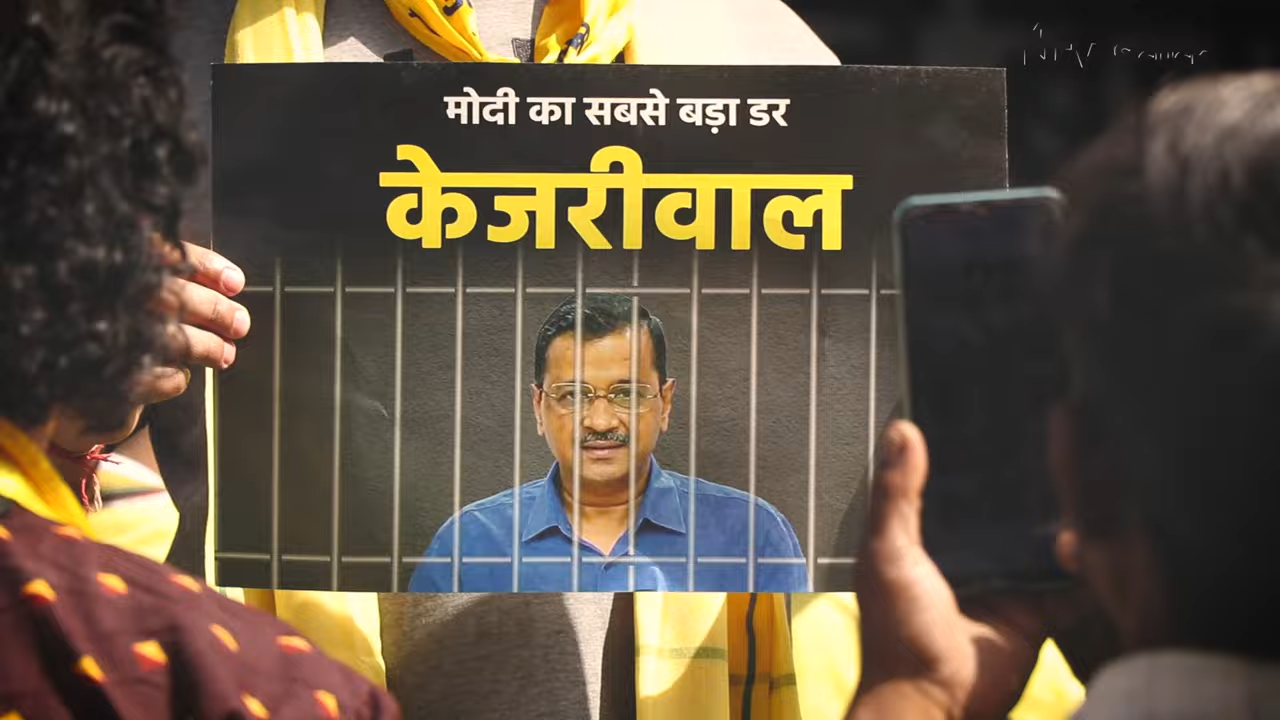 मोदी का सबसे बड़ा डर
केजरीवाल